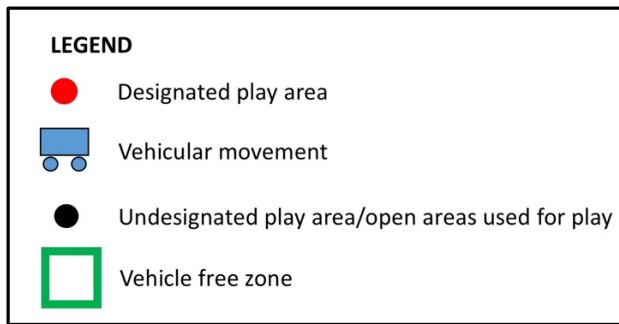 LEGEND
Designated play area
Vehicular movement
Undesignated play area/open areas used for play
Vehicle free zone